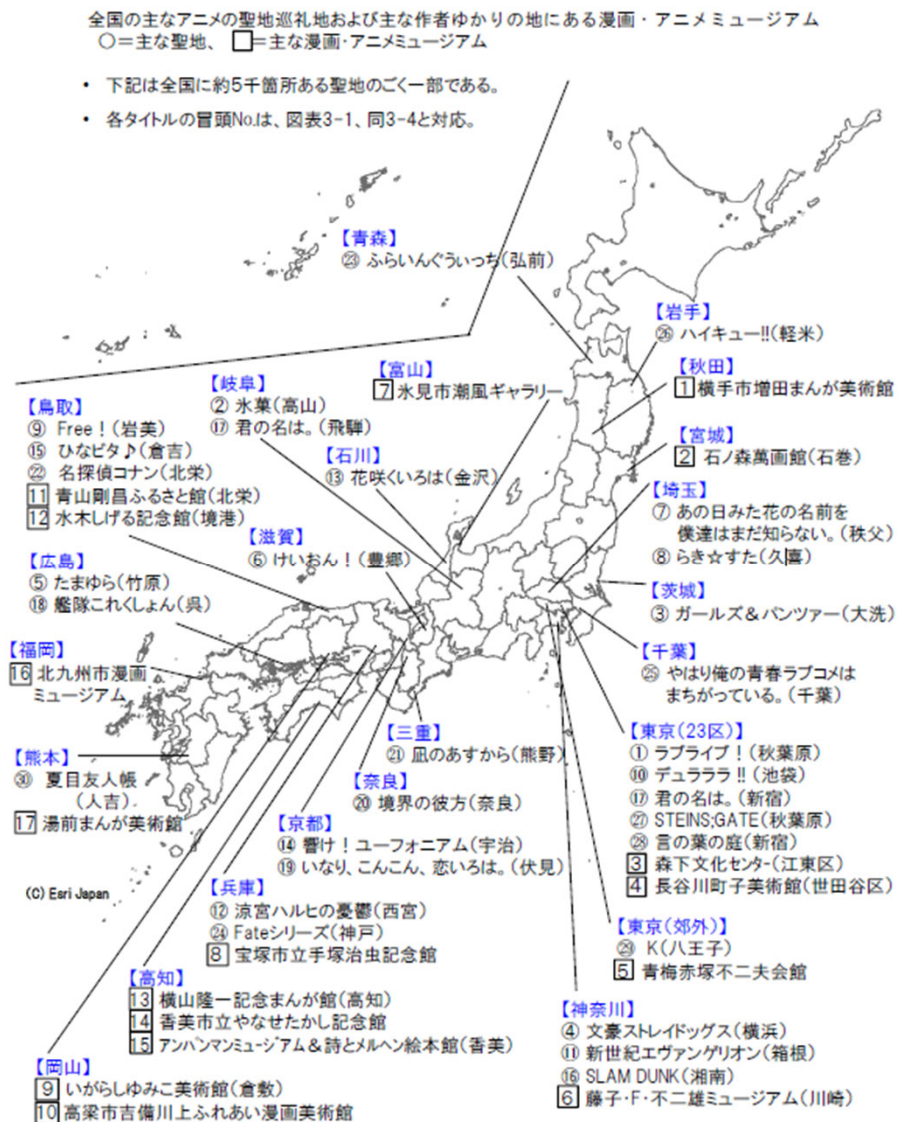 全国の主なアニメの聖地巡礼地および主な作者ゆかりの地にある漫画・アニメミュージアム
○=主な聖地、□=主な漫画・アニメミュージアム
• 下記は全国に約5千箇所ある聖地のごく一部である。
• 各タイトルの冒頭No.は、図表3-1、同3-4と対応。
【青森】
㉓ ふらいんぐうぃっち(弘前)
【岩手】
㉖ ハイキュー!!(軽米)
【秋田】
1 横手市増田まんが美術館
【宮城】
2 石ノ森萬画館(石巻)
【富山】
7 氷見市潮風ギャラリー
【岐阜】
② 氷菓(高山)
⑰ 君の名は。(飛騨)
【石川】
⑬ 花咲くいろは(金沢)
【鳥取】
⑨ Free!(岩美)
⑮ ひなビタ♪(倉吉)
㉒ 名探偵コナン(北栄)
11 青山剛昌ふるさと館(北栄)
12 水木しげる記念館(境港)
【滋賀】
⑥ けいおん!(豊郷)
【埼玉】
⑦ あの日みた花の名前を
僕達はまだ知らない。(秩父)
⑧ らき☆すた(久喜)
【広島】
⑤ たまゆら(竹原)
⑱ 艦隊これくしょん(呉)
【茨城】
③ ガールズ&パンツァー(大洗)
【福岡】
16 北九州市漫画
ミュージアム
【千葉】
㉕ やはり俺の青春ラブコメは
まちがっている。(千葉)
【熊本】
㉚ 夏目友人帳
(人吉)
17 湯前まんが美術館
【三重】
㉑ 凪のあすから(熊野)
【奈良】
⑳ 境界の彼方(奈良)
【京都】
⑭ 響け!ユーフォニアム(宇治)
⑲ いなり、こんこん、恋いろは。(伏見)
【東京(23区)】
① ラブライブ!(秋葉原)
⑩ デュラララ!!(池袋)
⑰ 君の名は。(新宿)
㉗ STEINS;GATE(秋葉原)
㉘ 言の葉の庭(新宿)
3 森下文化センター(江東区)
4 長谷川町子美術館(世田谷区)
(C) Esri Japan
【兵庫】
⑫ 涼宮ハルヒの憂鬱(西宮)
㉔ Fateシリーズ(神戸)
8 宝塚市立手塚治虫記念館
【東京(郊外)】
㉙ K(八王子)
5 青梅赤塚不二夫会館
【高知】
13 横山隆一記念まんが館(高知)
14 香美市立やなせたかし記念館
15 アンパンマンミュージアム&詩とメルヘン絵本館(香美)
【神奈川】
④ 文豪ストレイドッグス(横浜)
⑪ 新世紀エヴァンゲリオン(箱根)
⑯ SLAM DUNK(湘南)
6 藤子・F・不二雄ミュージアム(川崎)
【岡山】
9 いがらしゆみこ美術館(倉敷)
10 高梁市吉備川上ふれあい漫画美術館